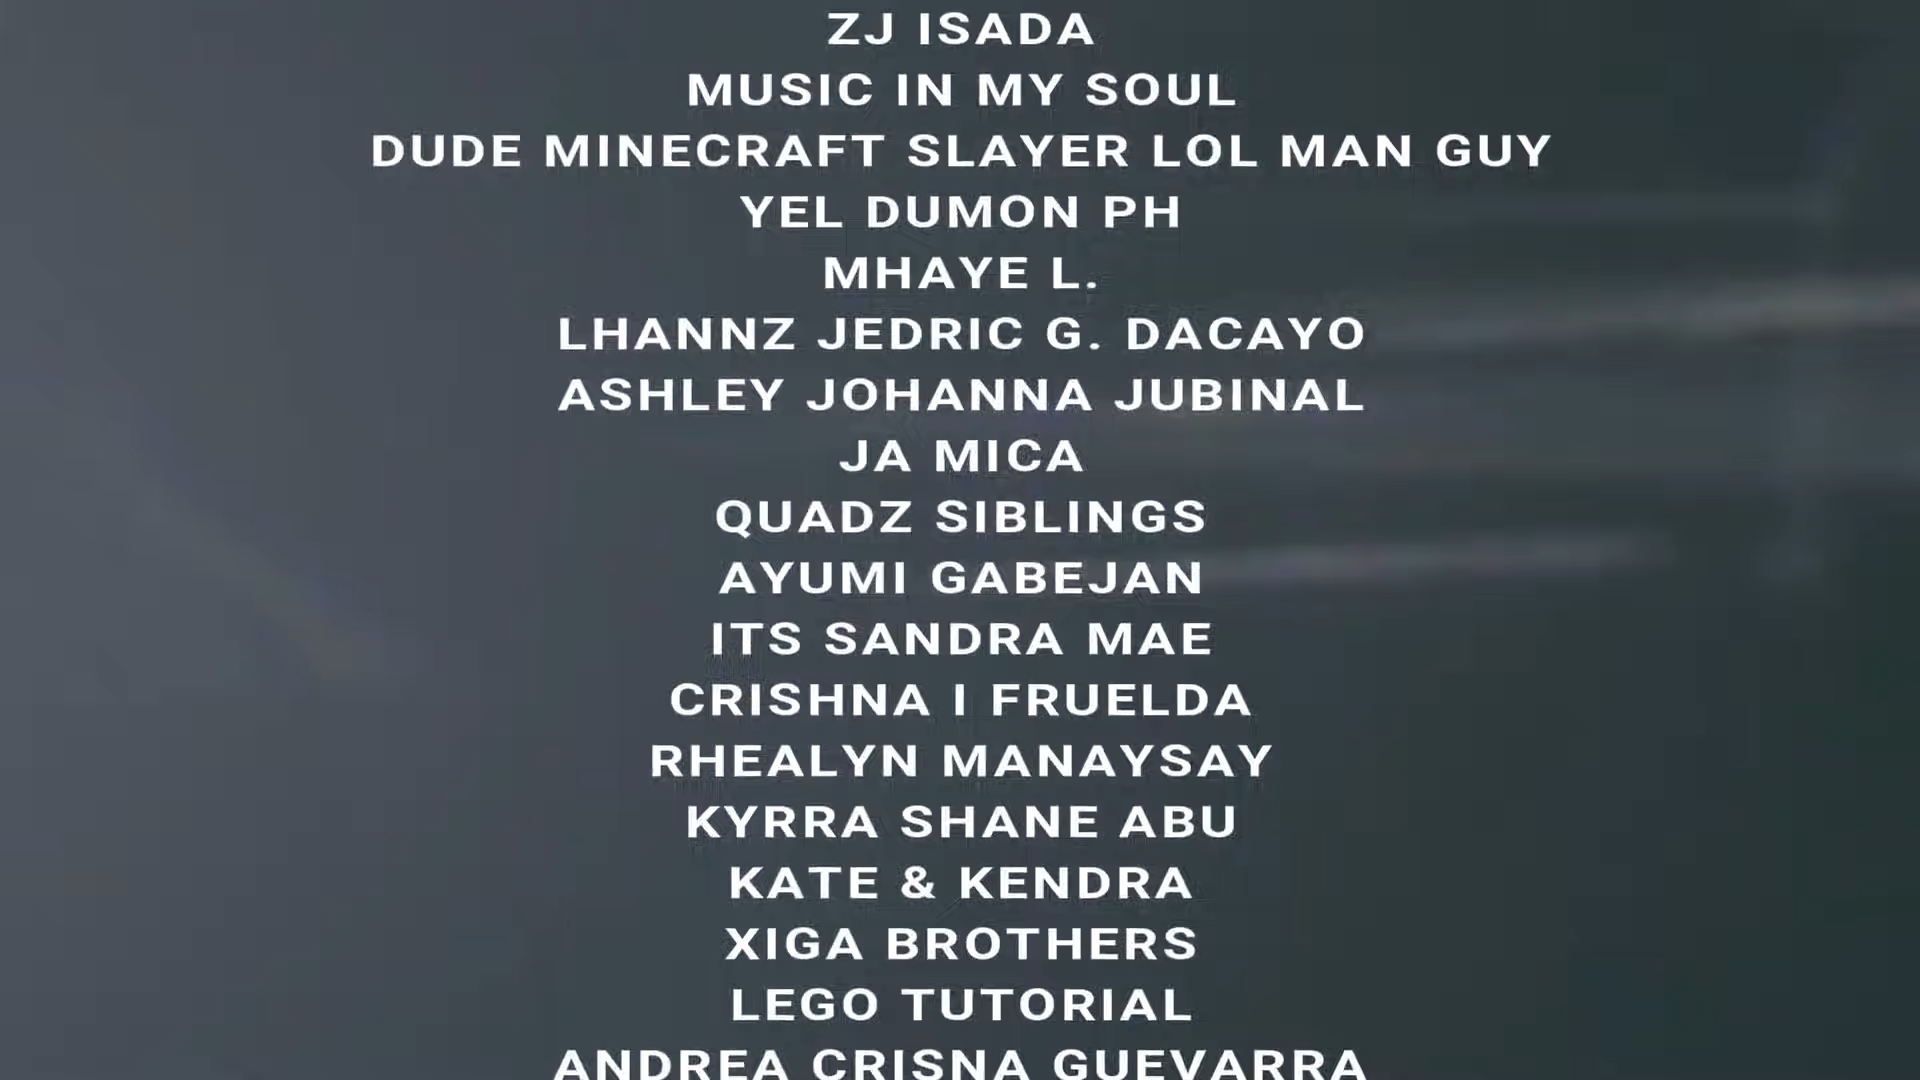 ZJ ISADA
MUSIC IN MY SOUL
DUDE MINECRAFT SLAYER LOL MAN GUY
YEL DUMON PH
MHAYE L.
LHANNZ JEDRIC G. DACAYO
ASHLEY JOHANNA JUBINAL
JA MICA
QUADZ SIBLINGS
AYUMI GABEJAN
ITS SANDRA MAE
CRISHNA I FRUELDA
RHEALYN MANAYSAY
KYRRA SHANE ABU
KATE & KENDRA
XIGA BROTHERS
LEGO TUTORIAL
ANDREA CRISNA GUEVARRA